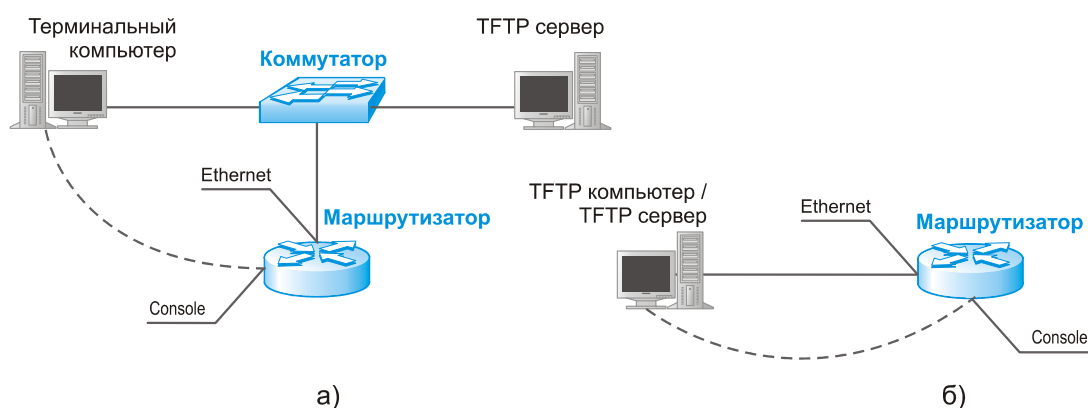 Терминальный
компьютер
Коммутатор
TFTP сервер
Ethernet
Маршрутизатор
Console
а)
TFTP компьютер /
TFTP сервер
Ethernet
Маршрутизатор
Console
б)